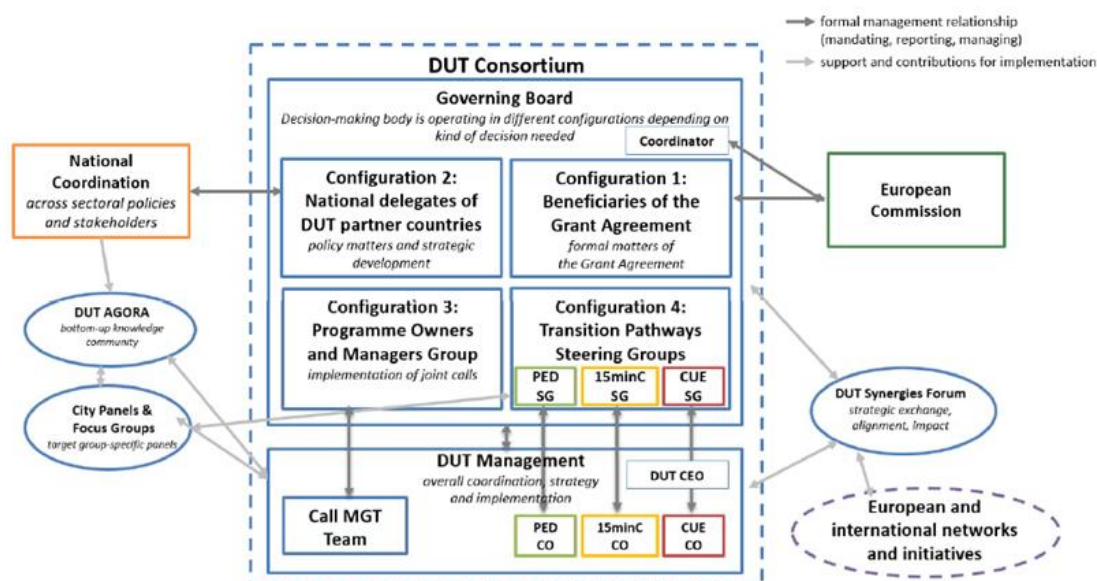 formal management relationship
(mandating, reporting, managing)
support and contributions for implementation
DUT Consortium
Governing Board
Decision-making body is operating in different configurations depending on
kind of decision needed
Coordinator
National
Coordination
across sectoral policies
and stakeholders
Configuration 2:
National delegates of
DUT partner countries
policy matters and strategic
development
Configuration 1:
Beneficiaries of the
Grant Agreement
formal matters of
the Grant Agreement
European
Commission
DUT AGORA
bottom-up knowledge
community
City Panels &
Focus Groups
target group-specific panels
Configuration 3:
Programme Owners
and Managers Group
implementation of joint calls
Configuration 4:
Transition Pathways
Steering Groups
PED
SG
15minC
SG
CUE
SG
DUT Synergies Forum
strategic exchange,
alignment, impact
DUT Management
overall coordination, strategy
and implementation
DUT CEO
Call MGT
Team
PED
CO
15minC
CO
CUE
CO
European and
international networks
and initiatives